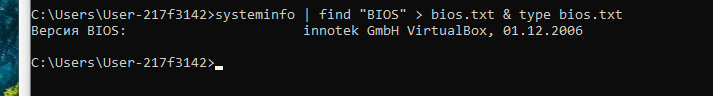 C:\Users\User-217f3142>systeminfo | find "BIOS" > bios.txt & type bios.txt
Версия BIOS:                      innotek GmbH VirtualBox, 01.12.2006
C:\Users\User-217f3142>